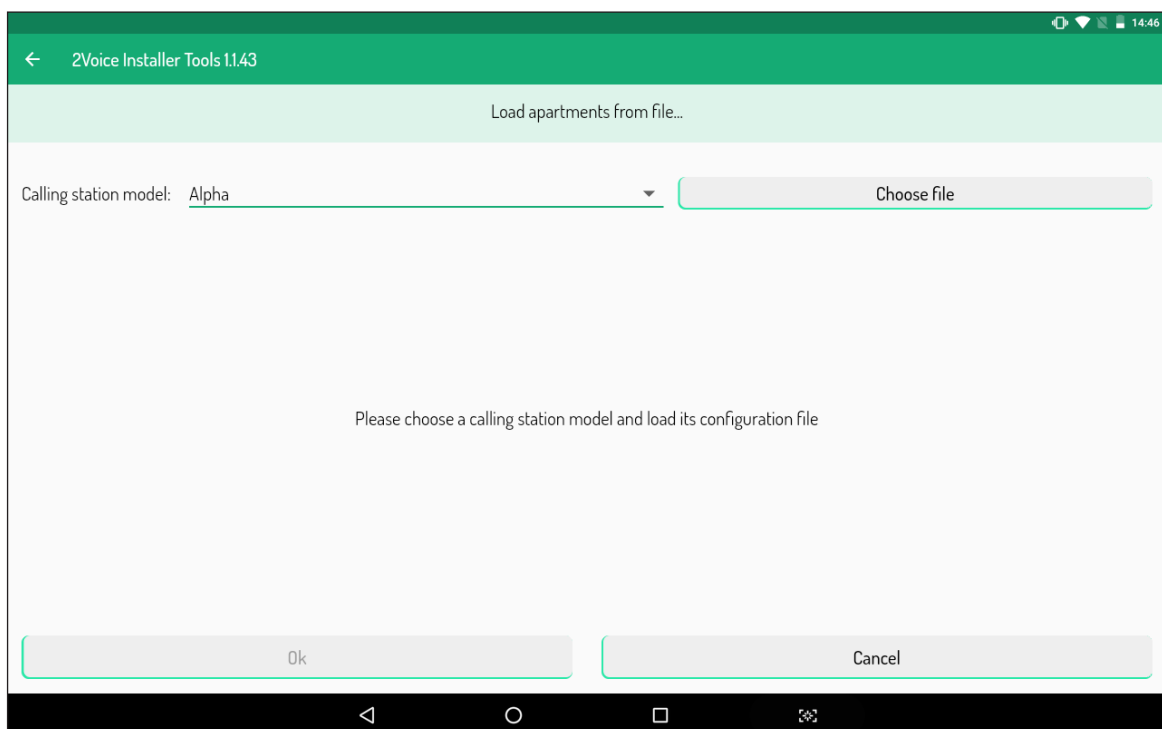 14:46
2Voice Installer Tools 1.1.43
Load apartments from file...
Calling station model: Alpha Choose file
Please choose a calling station model and load its configuration file
Ok Cancel